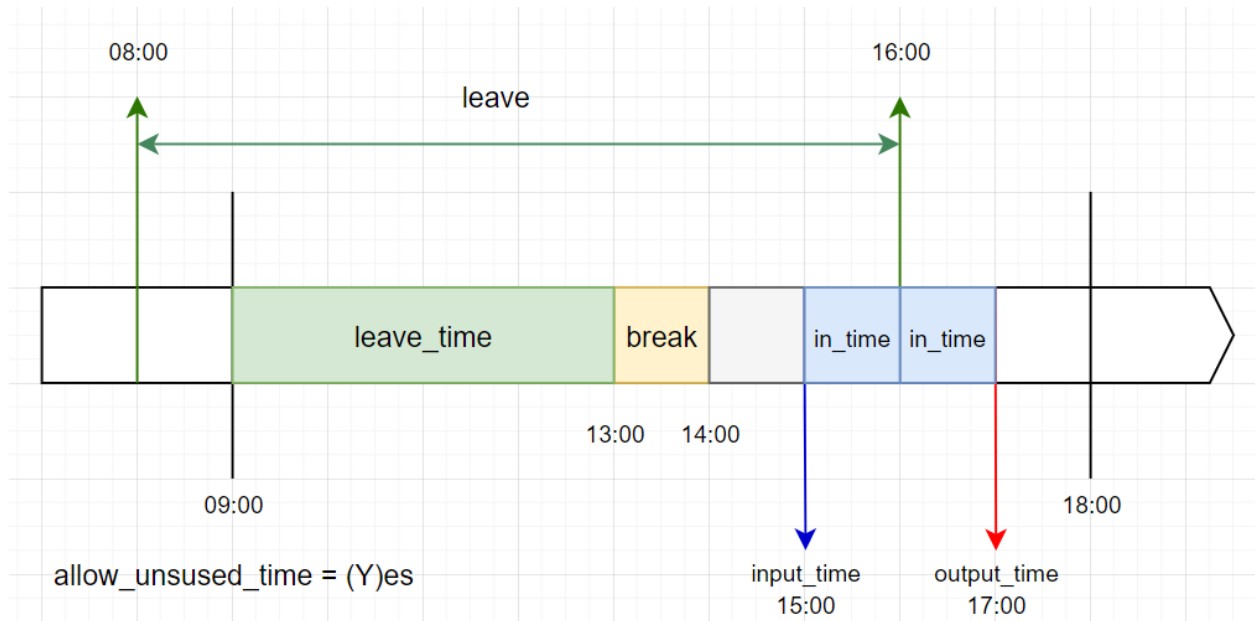 08:00
16:00
leave
leave_time
break
in_time
in_time
13:00
14:00
09:00
18:00
allow_unsused_time = (Y)es
input_time
15:00
output_time
17:00